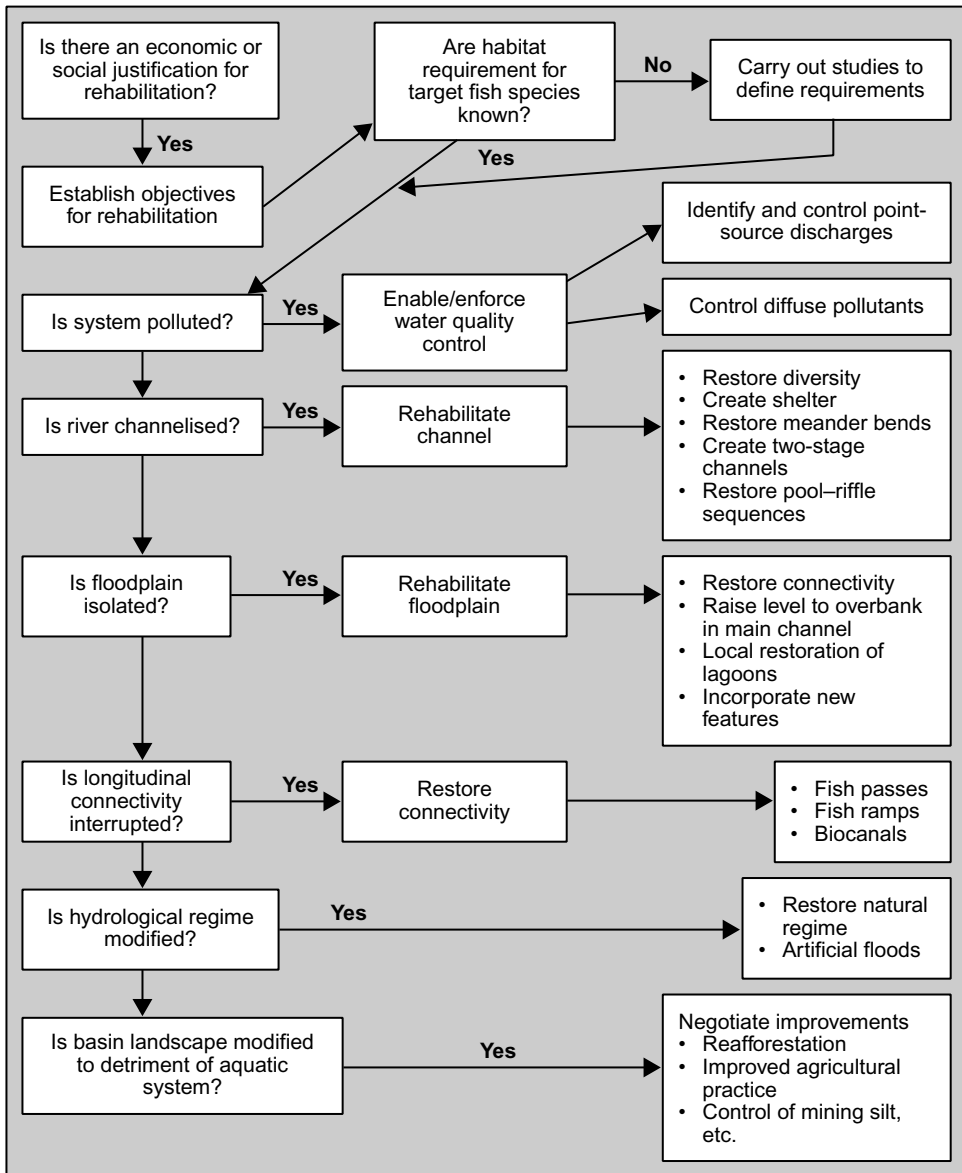 Is there an economic or
social justification for
rehabilitation?
Yes
Establish objectives
for rehabilitation
Are habitat
requirement for
target fish species
known?
No
Carry out studies to
define requirements
Yes
Is system polluted?
Yes
Enable/enforce
water quality
control
Identify and control point-
source discharges
Control diffuse pollutants
Is river channelised?
Yes
Rehabilitate
channel
• Restore diversity
• Create shelter
• Restore meander bends
• Create two-stage
channels
• Restore pool–riffle
sequences
Is floodplain
isolated?
Yes
Rehabilitate
floodplain
• Restore connectivity
• Raise level to overbank
in main channel
• Local restoration of
lagoons
• Incorporate new
features
Is longitudinal
connectivity
interrupted?
Yes
Restore
connectivity
• Fish passes
• Fish ramps
• Biocanals
Is hydrological regime
modified?
Yes
• Restore natural
regime
• Artificial floods
Is basin landscape modified
to detriment of aquatic
system?
Yes
Negotiate improvements
• Reafforestation
• Improved agricultural
practice
• Control of mining silt,
etc.